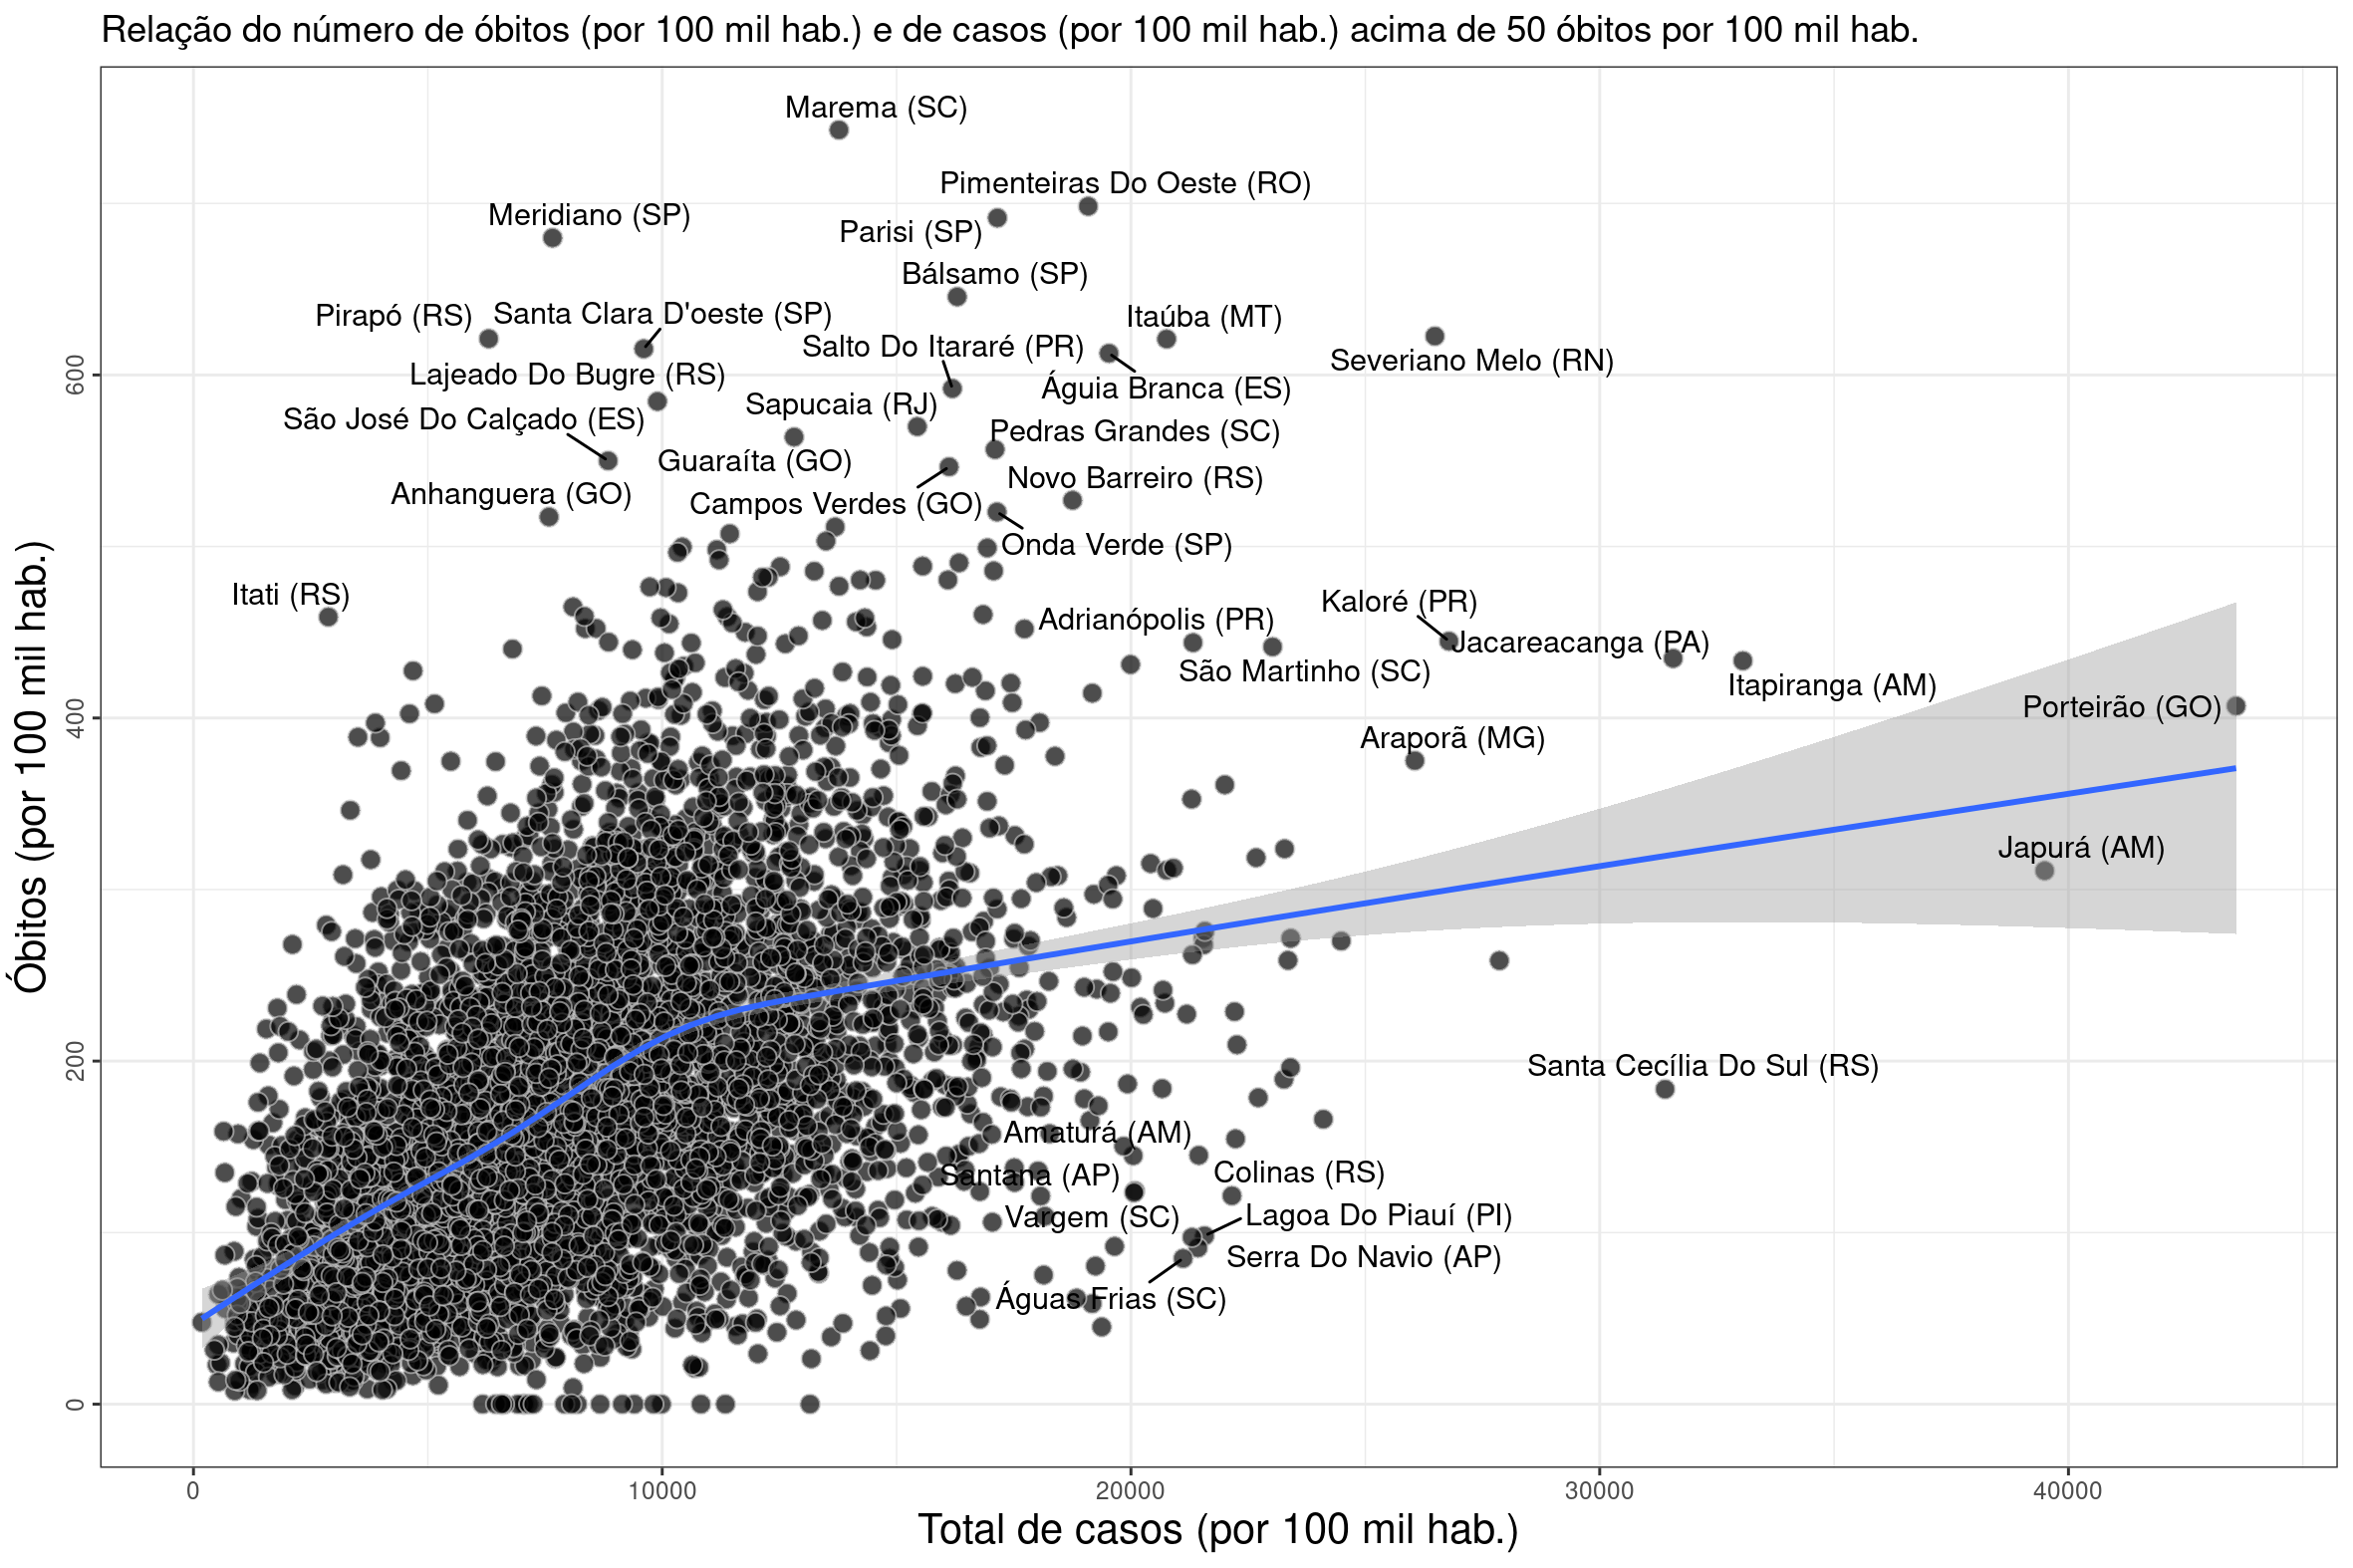 Relação do número de óbitos (por 100 mil hab.) e de casos (por 100 mil hab.) acima de 50 óbitos por 100 mil hab.
Marema (SC)
Pimenteiras Do Oeste (RO)
Meridiano (SP)
Parisi (SP)
Bálsamo (SP)
Pirapó (RS)
Santa Clara D'oeste (SP)
Itaúba (MT)
Salto Do Itararé (PR)
Severiano Melo (RN)
600
Lajeado Do Bugre (RS)
Águia Branca (ES)
Sapucaia (RJ)
São José Do Calçado (ES)
Pedras Grandes (SC)
Guaraíta (GO)
Novo Barreiro (RS)
Anhanguera (GO)
Campos Verdes (GO)
Onda Verde (SP)
Itati (RS)
Kaloré (PR)
Adrianópolis (PR)
Jacareacanga (PA)
São Martinho (SC)
Itapiranga (AM)
Porteirão (GO)
400
Araporã (MG)
Óbitos (por 100 mil hab.)
Japurá (AM)
200
Santa Cecília Do Sul (RS)
Amaturá (AM)
Santana (AP)
Colinas (RS)
Vargem (SC)
Lagoa Do Piauí (PI)
Serra Do Navio (AP)
Águas Frias (SC)
0
0 10000 20000 30000 40000
Total de casos (por 100 mil hab.)